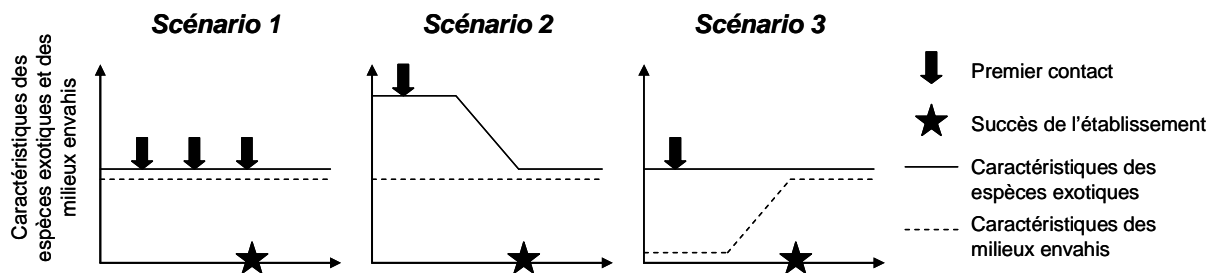 Scénario 1
Scénario 2
Scénario 3
Caractéristiques des
espèces exotiques et des
milieux envahis
Premier contact
Succès de l'établissement
Caractéristiques des
espèces exotiques
Caractéristiques des
milieux envahis